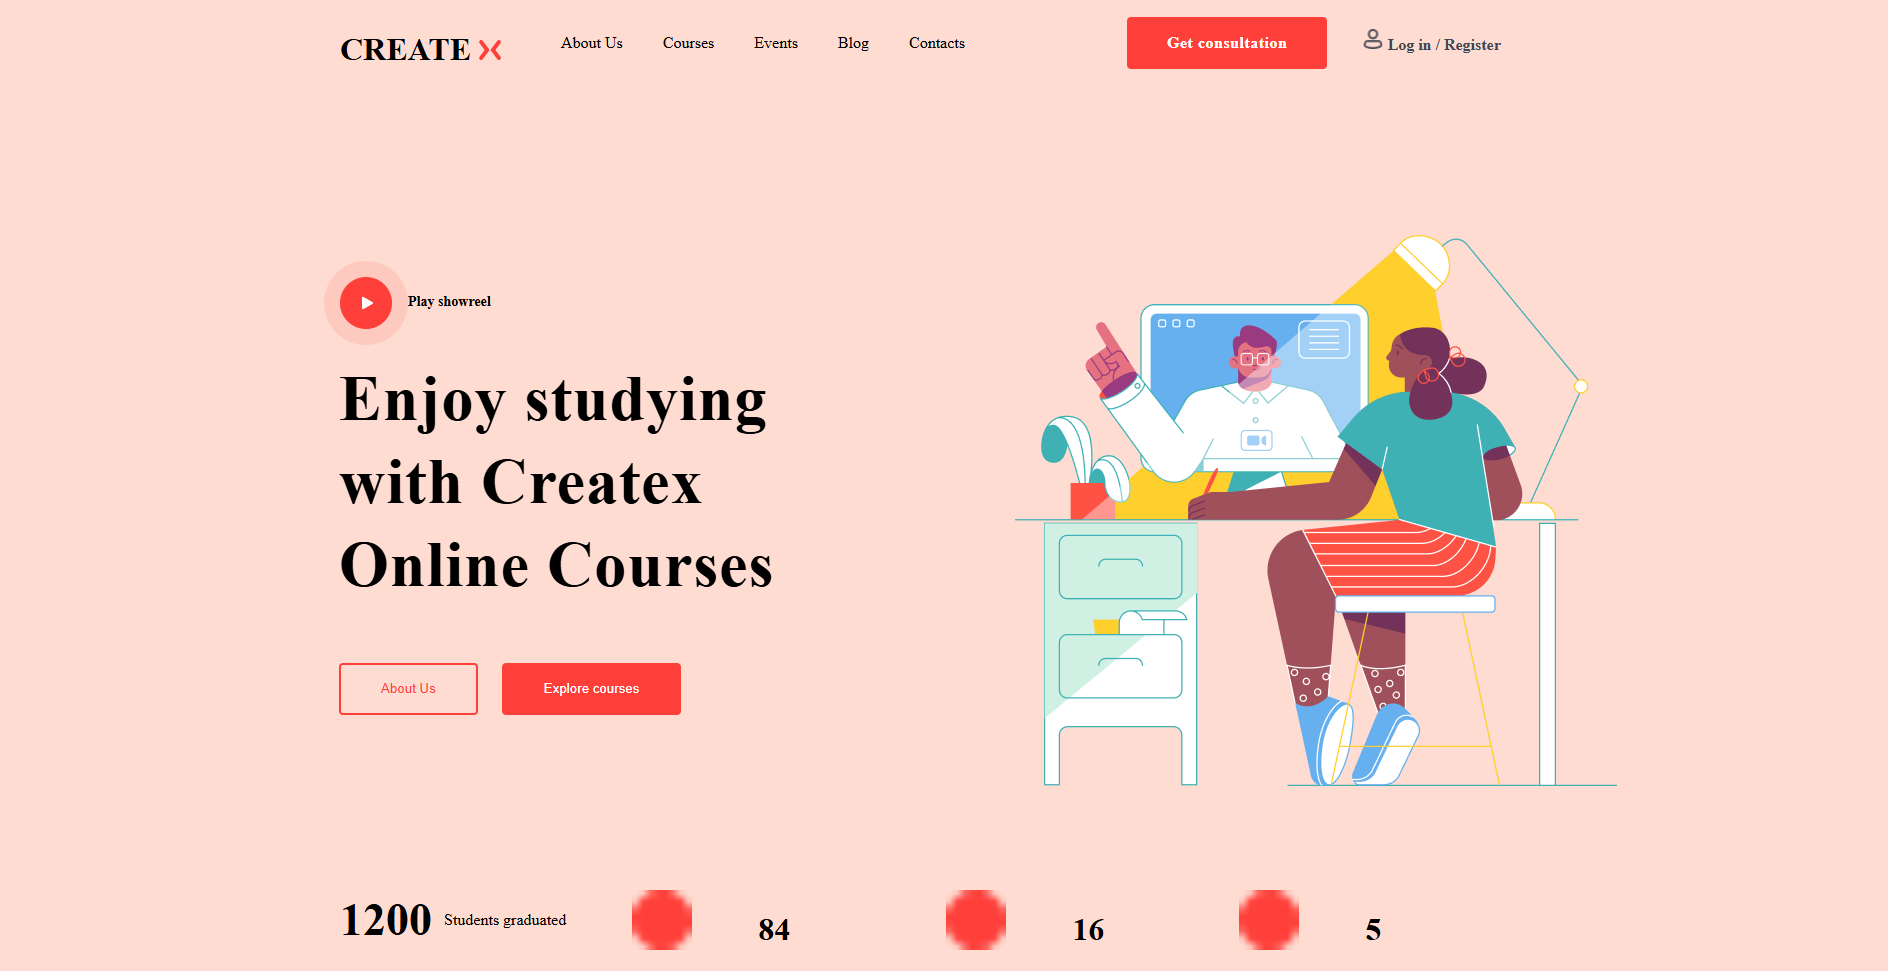 CREATE X
About Us
Courses
Events
Blog
Contacts
Get consultation
Log in / Register
Play showreel
Enjoy studying
with Createx
Online Courses
About Us
Explore courses
1200 Students graduated
84
16
5